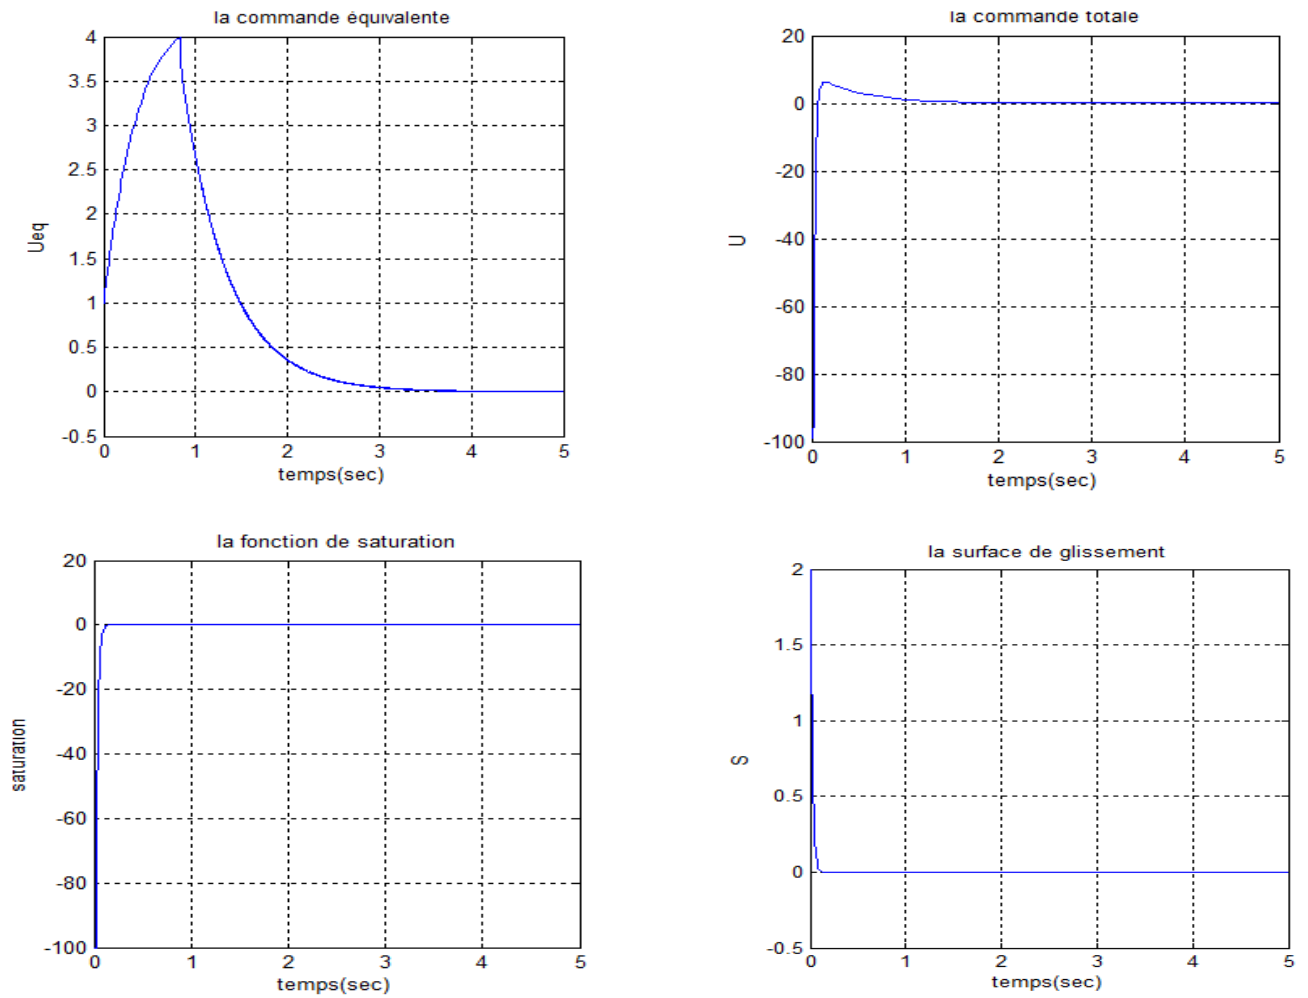 la commande équivalente
4
3.5
3
2.5
2
1.5
1
0.5
0
-0.5
Ueq
0 1 2 3 4 5
temps(sec)
la commande totale
20
0
-20
-40
-60
-80
-100
U
0 1 2 3 4 5
temps(sec)
la fonction de saturation
20
0
-20
-40
-60
-80
-100
saturation
0 1 2 3 4 5
temps(sec)
la surface de glissement
2
1.5
1
0.5
0
-0.5
S
0 1 2 3 4 5
temps(sec)